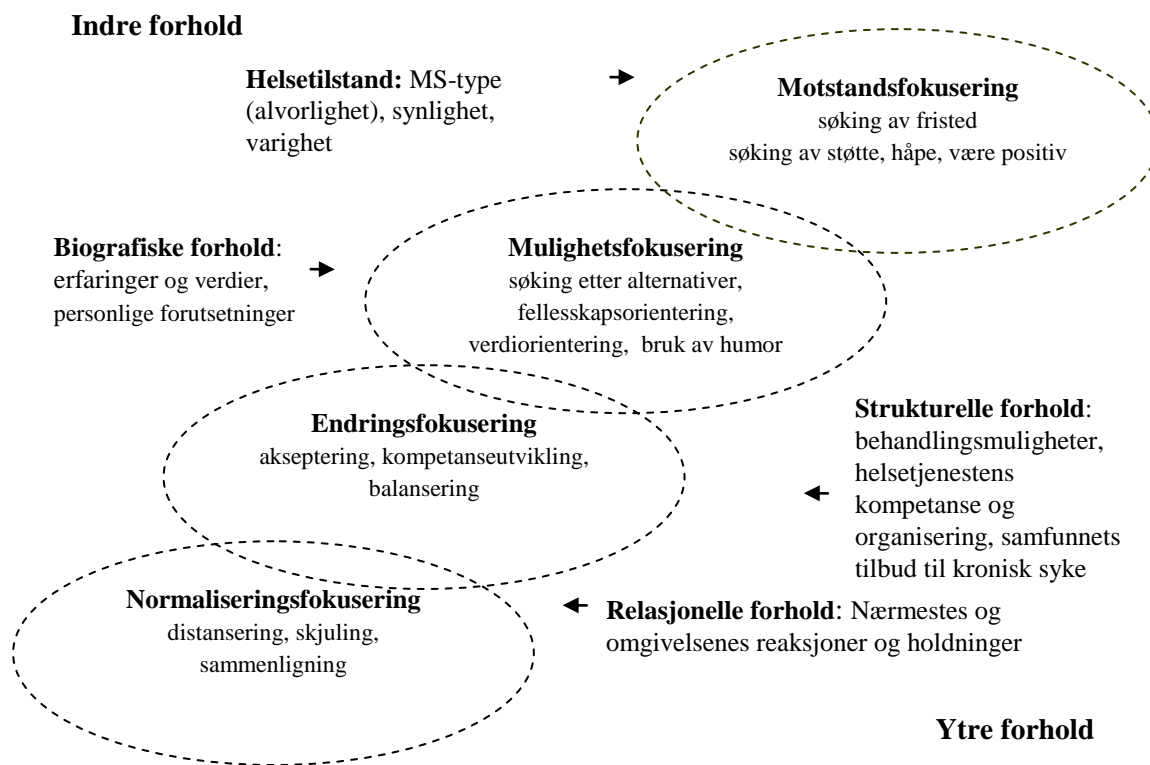 Indre forhold
Helsetilstand: MS-type
(alvorlighet), synlighet,
varighet
Motstandsfokusering
søking av fristed
søking av støtte, håpe, være positiv
Biografiske forhold:
erfaringer og verdier,
personlige forutsetninger
Mulighetsfokusering
søking etter alternativer,
fellesskapsorientering,
verdiorientering, bruk av humor
Endringsfokusering
akseptering, kompetanseutvikling,
balansering
Strukturelle forhold:
behandlingsmuligheter,
helsetjenestens
kompetanse og
organisering, samfunnets
tilbud til kronisk syke
Normaliseringsfokusering
distansering, skjuling,
sammenligning
Relasjonelle forhold: Nærmestes og
omgivelsenes reaksjoner og holdninger
Ytre forhold